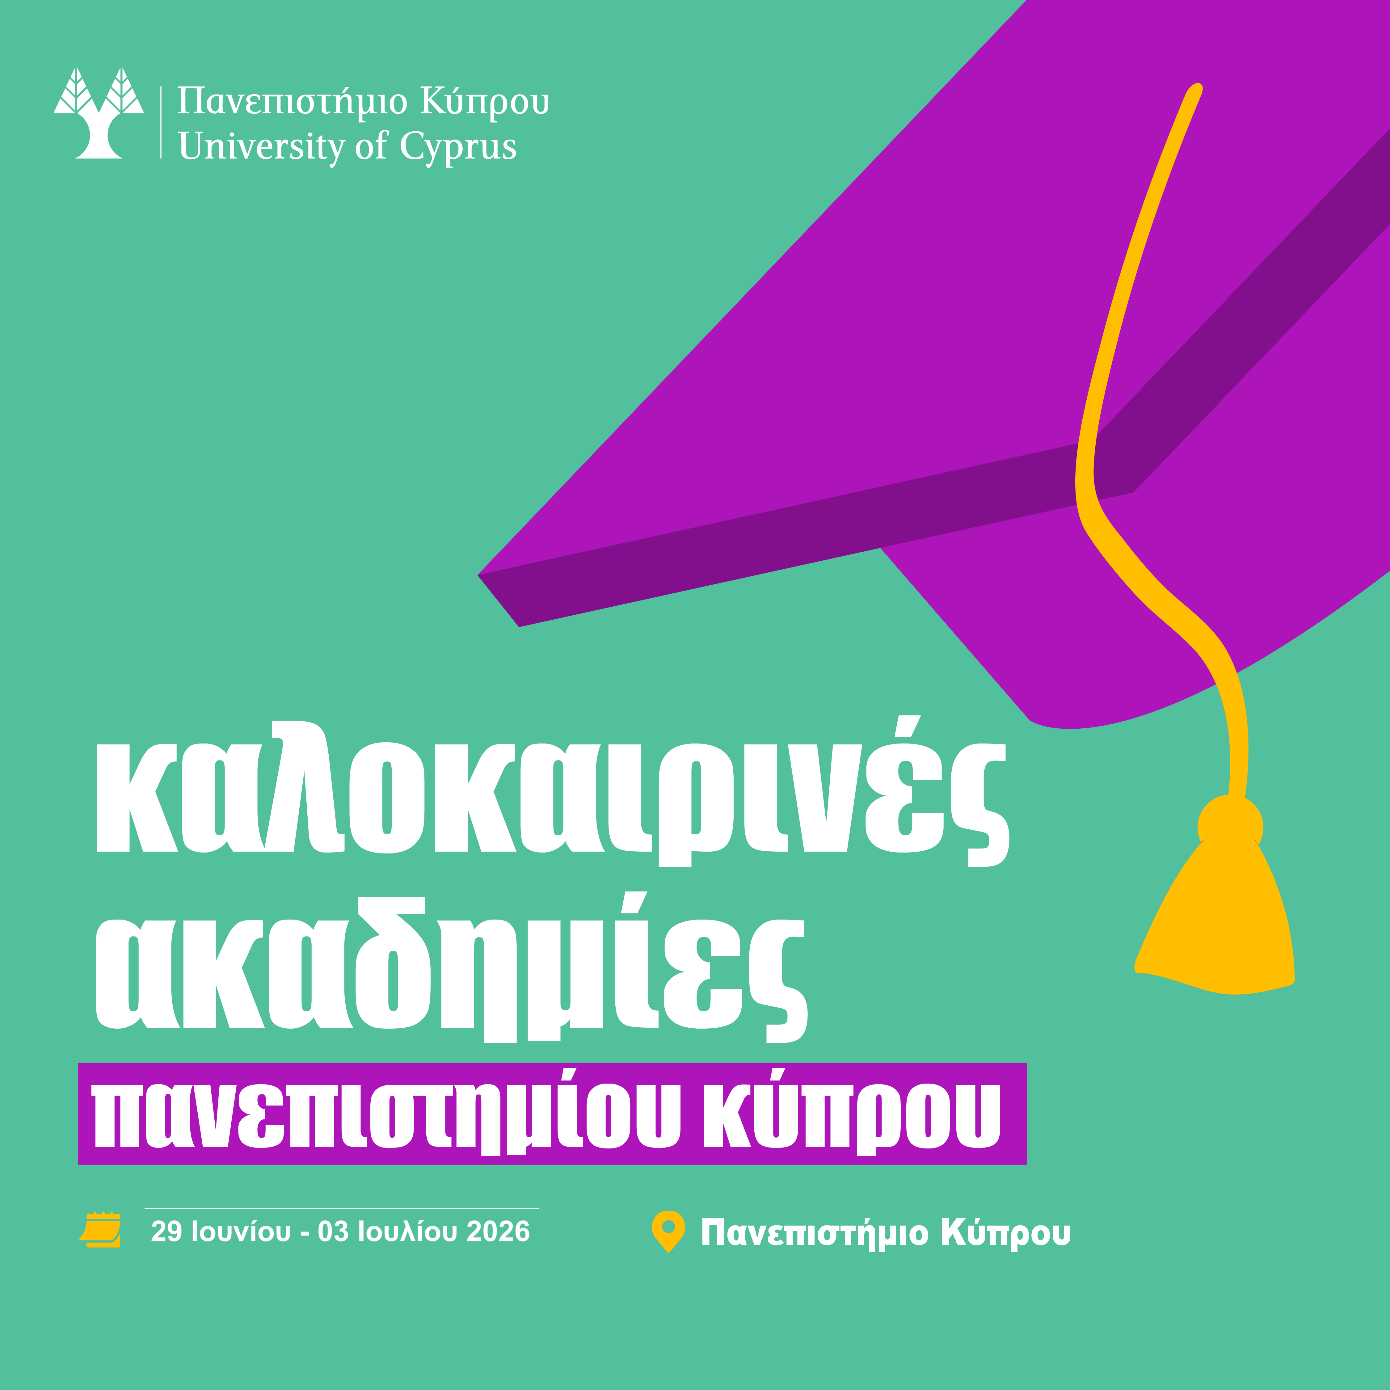 Πανεπιστήμιο Κύπρου
University of Cyprus
καλοκαιρινές
ακαδημίες
πανεπιστημίου κύπρου
29 Ιουνίου - 03 Ιουλίου 2026
Πανεπιστήμιο Κύπρου